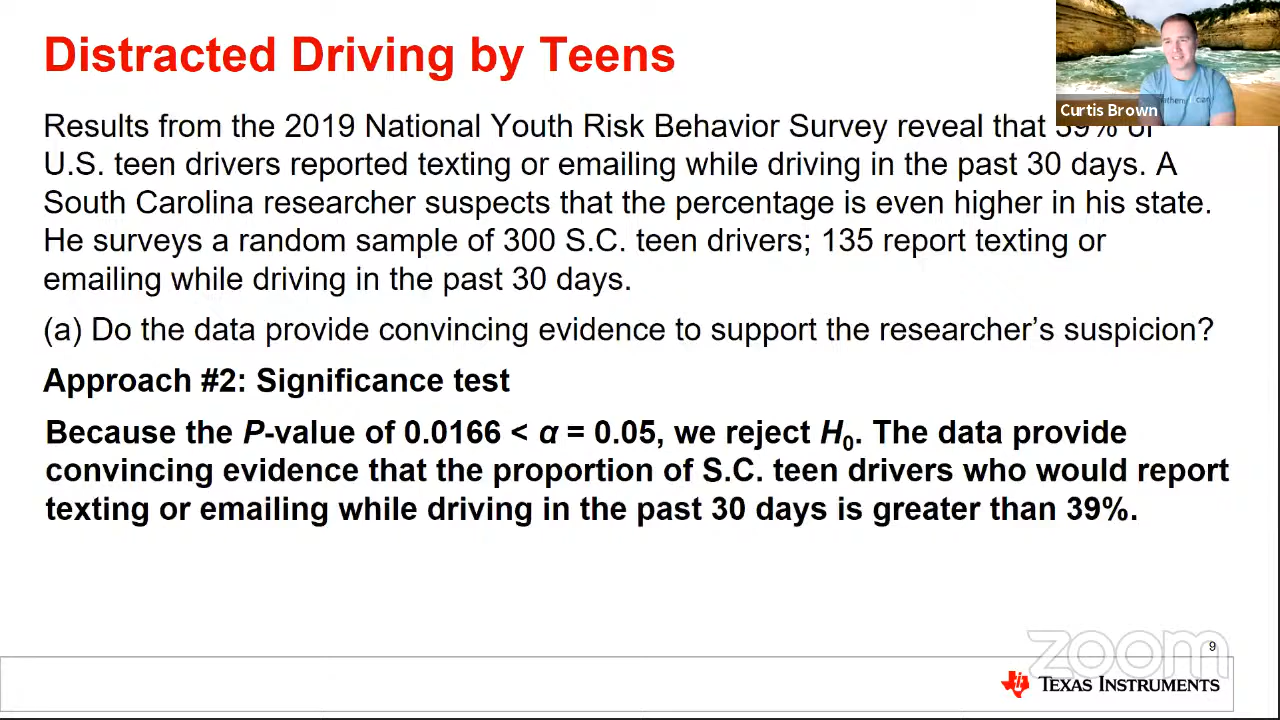 Distracted Driving by Teens
Curtis Brown
Results from the 2019 National Youth Risk Behavior Survey reveal that 39% of
U.S. teen drivers reported texting or emailing while driving in the past 30 days. A
South Carolina researcher suspects that the percentage is even higher in his state.
He surveys a random sample of 300 S.C. teen drivers; 135 report texting or
emailing while driving in the past 30 days.
(a) Do the data provide convincing evidence to support the researcher’s suspicion?
Approach #2: Significance test
Because the P-value of 0.0166 < α = 0.05, we reject H0. The data provide
convincing evidence that the proportion of S.C. teen drivers who would report
texting or emailing while driving in the past 30 days is greater than 39%.
zoom
9
TEXAS INSTRUMENTS